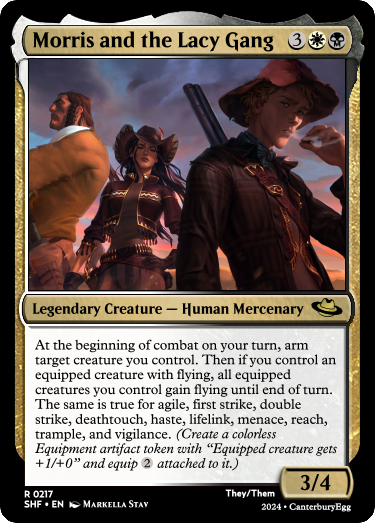 Morris and the Lacy Gang 3
Legendary Creature — Human Mercenary
At the beginning of combat on your turn, arm
target creature you control. Then if you control an
equipped creature with flying, all equipped
creatures you control gain flying until end of turn.
The same is true for agile, first strike, double
strike, deathtouch, haste, lifelink, menace, reach,
trample, and vigilance. (Create a colorless
Equipment artifact token with “Equipped creature gets
+1/+0” and equip 2 attached to it.)
3/4
R 0217 They/Them
SHF • EN Markella Stav 2024 • CanterburyEgg